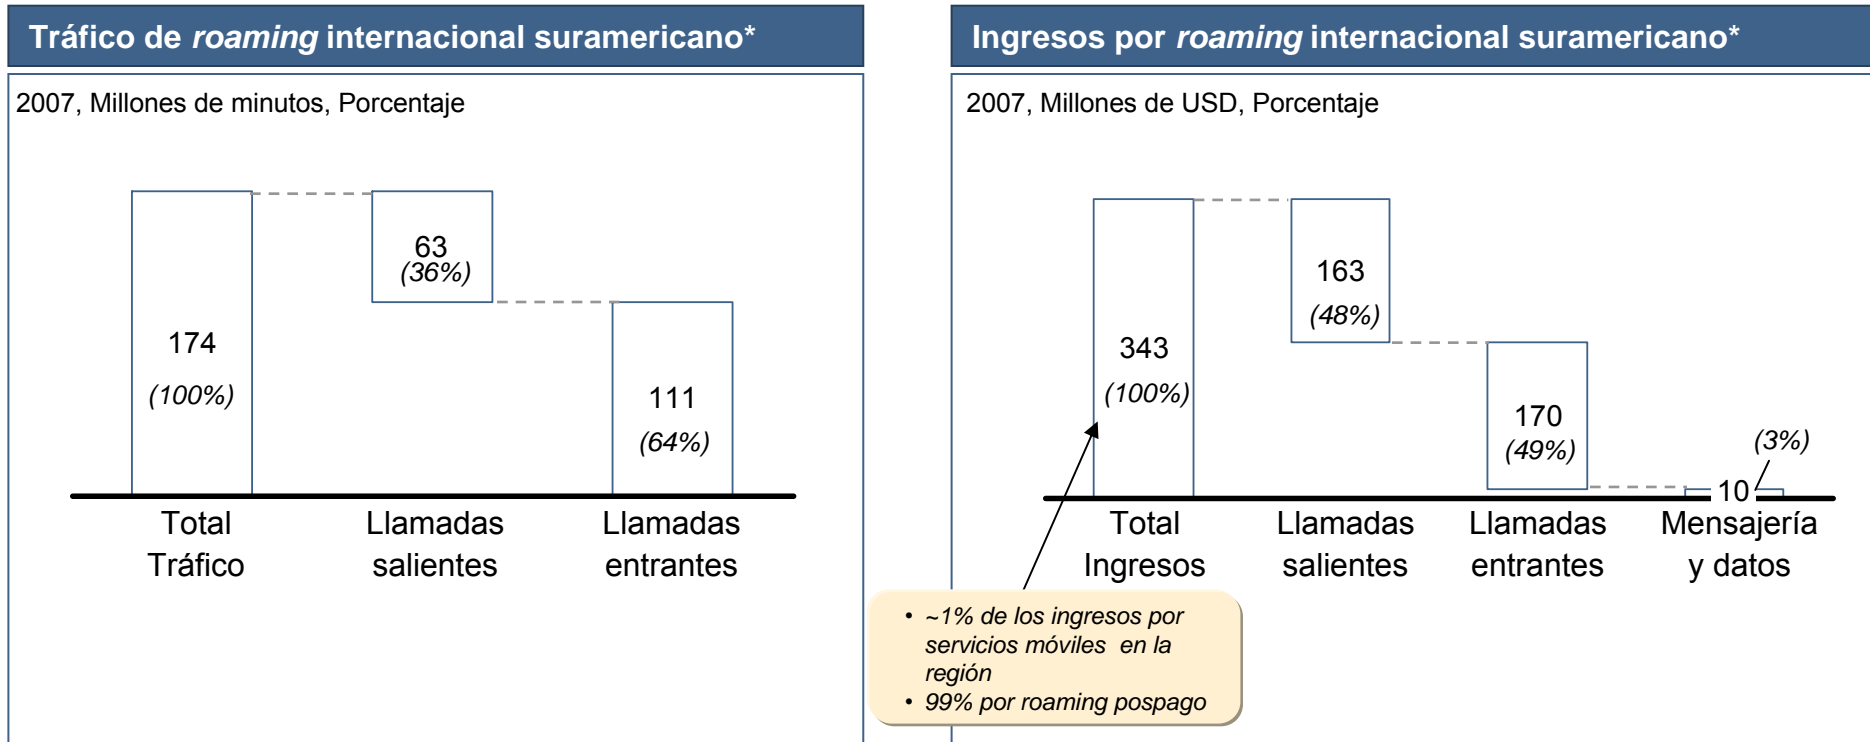 Tráfico de roaming internacional suramericano*
2007, Millones de minutos, Porcentaje
174
(100%)
63
(36%)
111
(64%)
Total
Tráfico
Llamadas
salientes
Llamadas
entrantes
Ingresos por roaming internacional suramericano*
2007, Millones de USD, Porcentaje
343
(100%)
163
(48%)
170
(49%)
(3%)
10
Total
Ingresos
Llamadas
salientes
Llamadas
entrantes
Mensajería
y datos
• ~1% de los ingresos por
servicios móviles en la
región
• 99% por roaming pospago